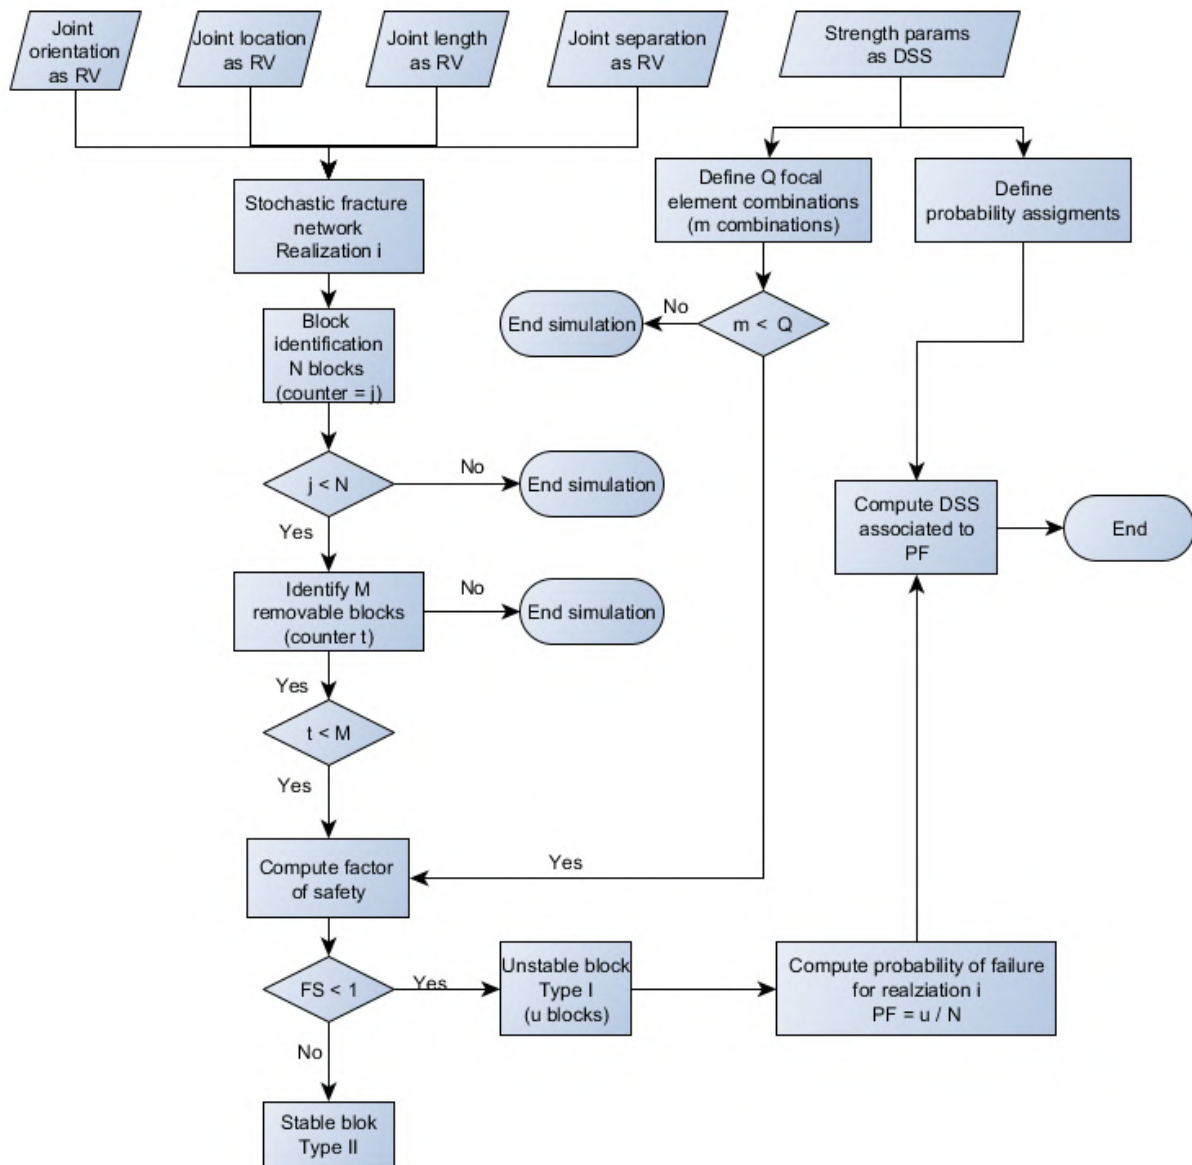 Joint
orientation
as RV
Joint location
as RV
Joint length
as RV
Joint separation
as RV
Strength params
as DSS
Stochastic fracture
network
Realization i
Define Q focal
element combinations
(m combinations)
Define
probability assigments
Block
identification
N blocks
(counter = j)
End simulation
No
m < Q
j < N
No
End simulation
Yes
Compute DSS
associated to
PF
End
Identify M
removable blocks
(counter t)
No
End simulation
Yes
t < M
Yes
Compute factor
of safety
Yes
FS < 1
Yes
Unstable block
Type I
(u blocks)
Compute probability of failure
for realziation i
PF = u / N
No
Stable blok
Type II